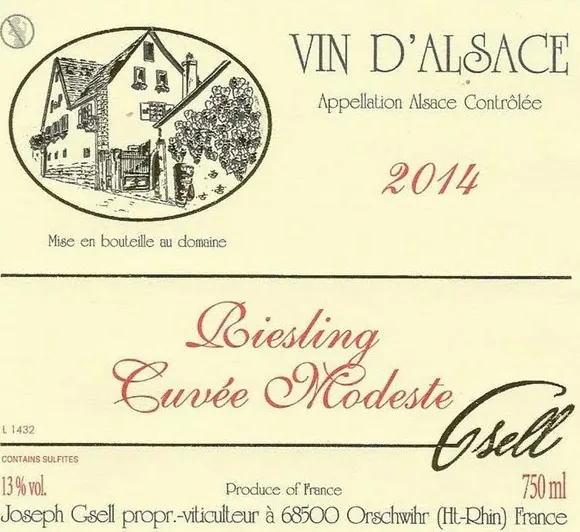 VIN D'ALSACE
Appellation Alsace Contrôlée
2014
Mise en bouteille au domaine
Riesling
Cuvée Modeste
Gsell
L 1432
CONTAINS SULFITES
13 % vol.
Produce of France
750 ml
Joseph Gsell propr.-viticulteur à 68500 Orschwihr (Ht-Rhin) France